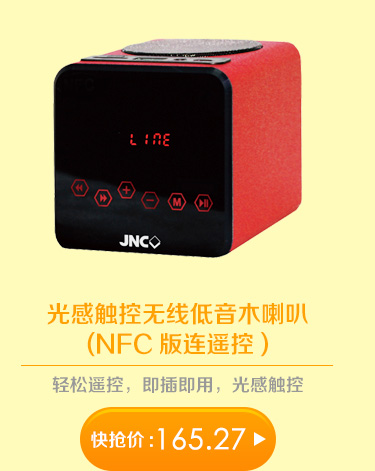 LINE
M
JNC
光感触控无线低音木喇叭
(NFC 版连遥控 )
轻松遥控，即插即用，光感触控
快抢价 : 165.27